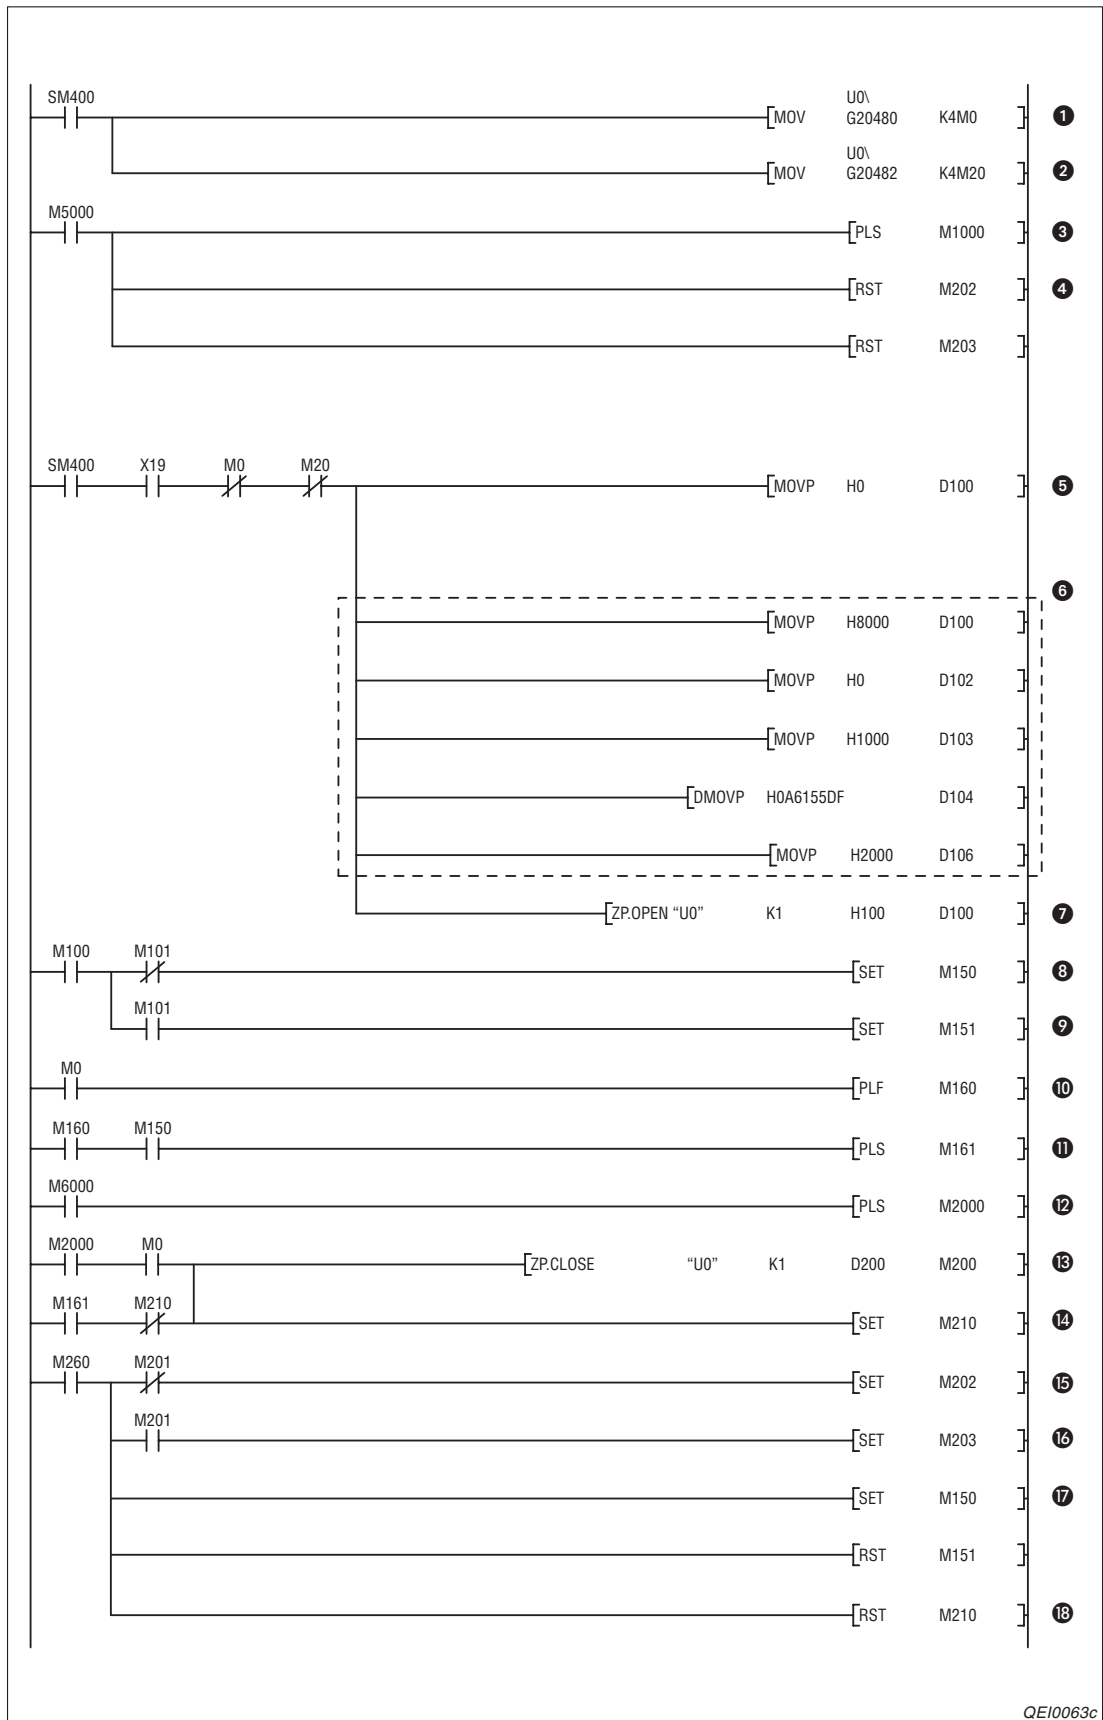 SM400
MOV U0\ G20480 K4M0 1
MOV U0\ G20482 K4M20 2
M5000
PLS M1000 3
RST M202 4
RST M203
SM400 X19 M0 M20
MOVP H0 D100 5
6
MOVP H8000 D100
MOVP H0 D102
MOVP H1000 D103
DMOVP H0A6155DF D104
MOVP H2000 D106
ZP.OPEN “U0” K1 H100 D100 7
M100 M101
SET M150 8
M101
SET M151 9
M0
PLF M160 10
M160 M150
PLS M161 11
M6000
PLS M2000 12
M2000 M0
ZP.CLOSE “U0” K1 D200 M200 13
M161 M210
SET M210 14
M260 M201
SET M202 15
M201
SET M203 16
SET M150 17
RST M151
RST M210 18
QEI0063c